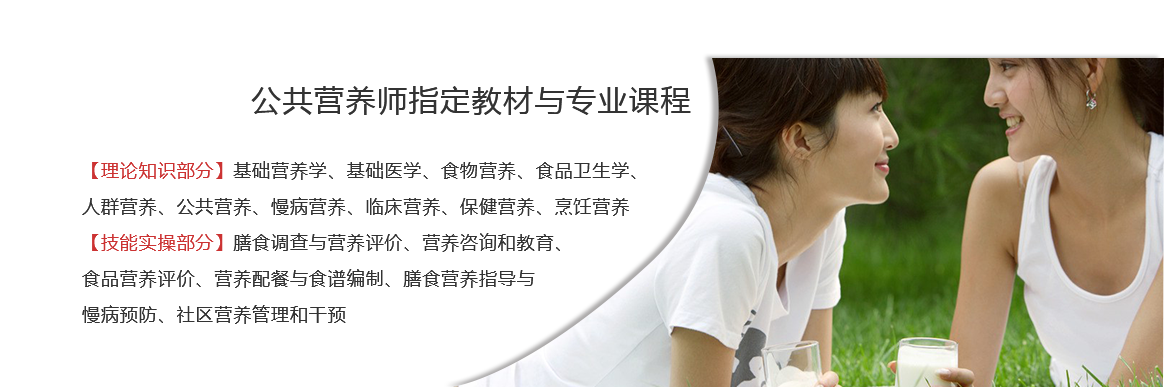 公共营养师指定教材与专业课程
【理论知识部分】基础营养学、基础医学、食物营养、食品卫生学、
人群营养、公共营养、慢病营养、临床营养、保健营养、烹饪营养
【技能实操部分】膳食调查与营养评价、营养咨询和教育、
食品营养评价、营养配餐与食谱编制、膳食营养指导与
慢病预防、社区营养管理和干预